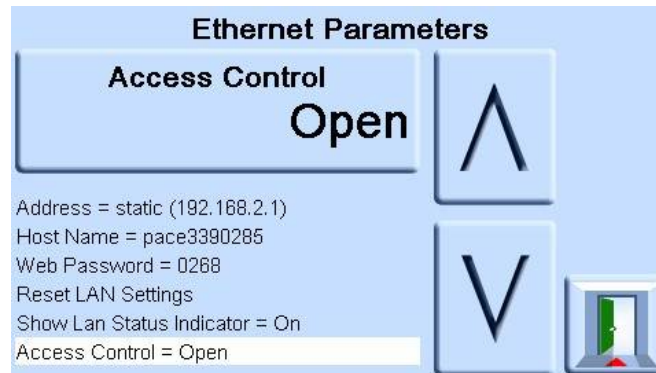 Ethernet Parameters
Access Control
Open
Address = static (192.168.2.1)
Host Name = pace3390285
Web Password = 0268
Reset LAN Settings
Show Lan Status Indicator = On
Access Control = Open